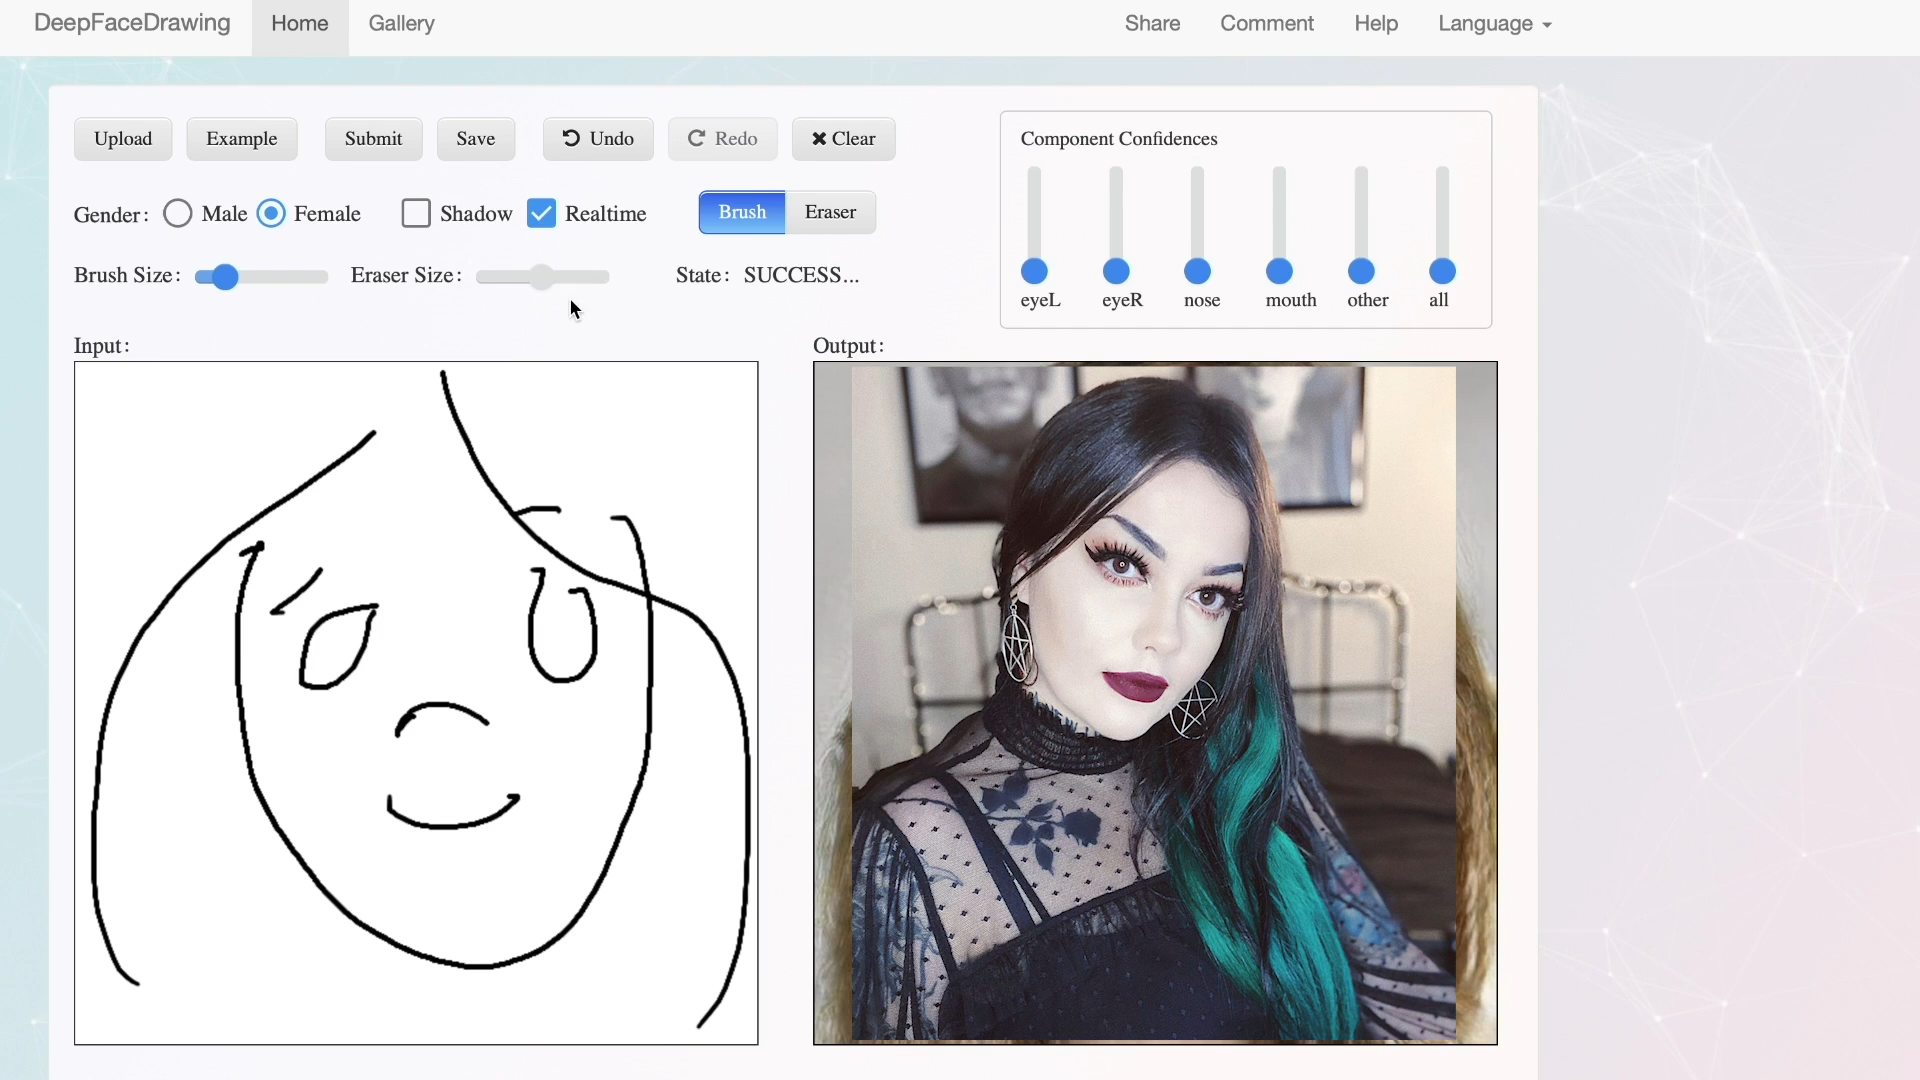 DeepFaceDrawing Home Gallery Share Comment Help Language
Upload Example Submit Save Undo Redo Clear
Gender: Male Female Shadow Realtime Brush Eraser
Brush Size: Eraser Size: State: SUCCESS...
Component Confidences
eyeL eyeR nose mouth other all
Input: Output: